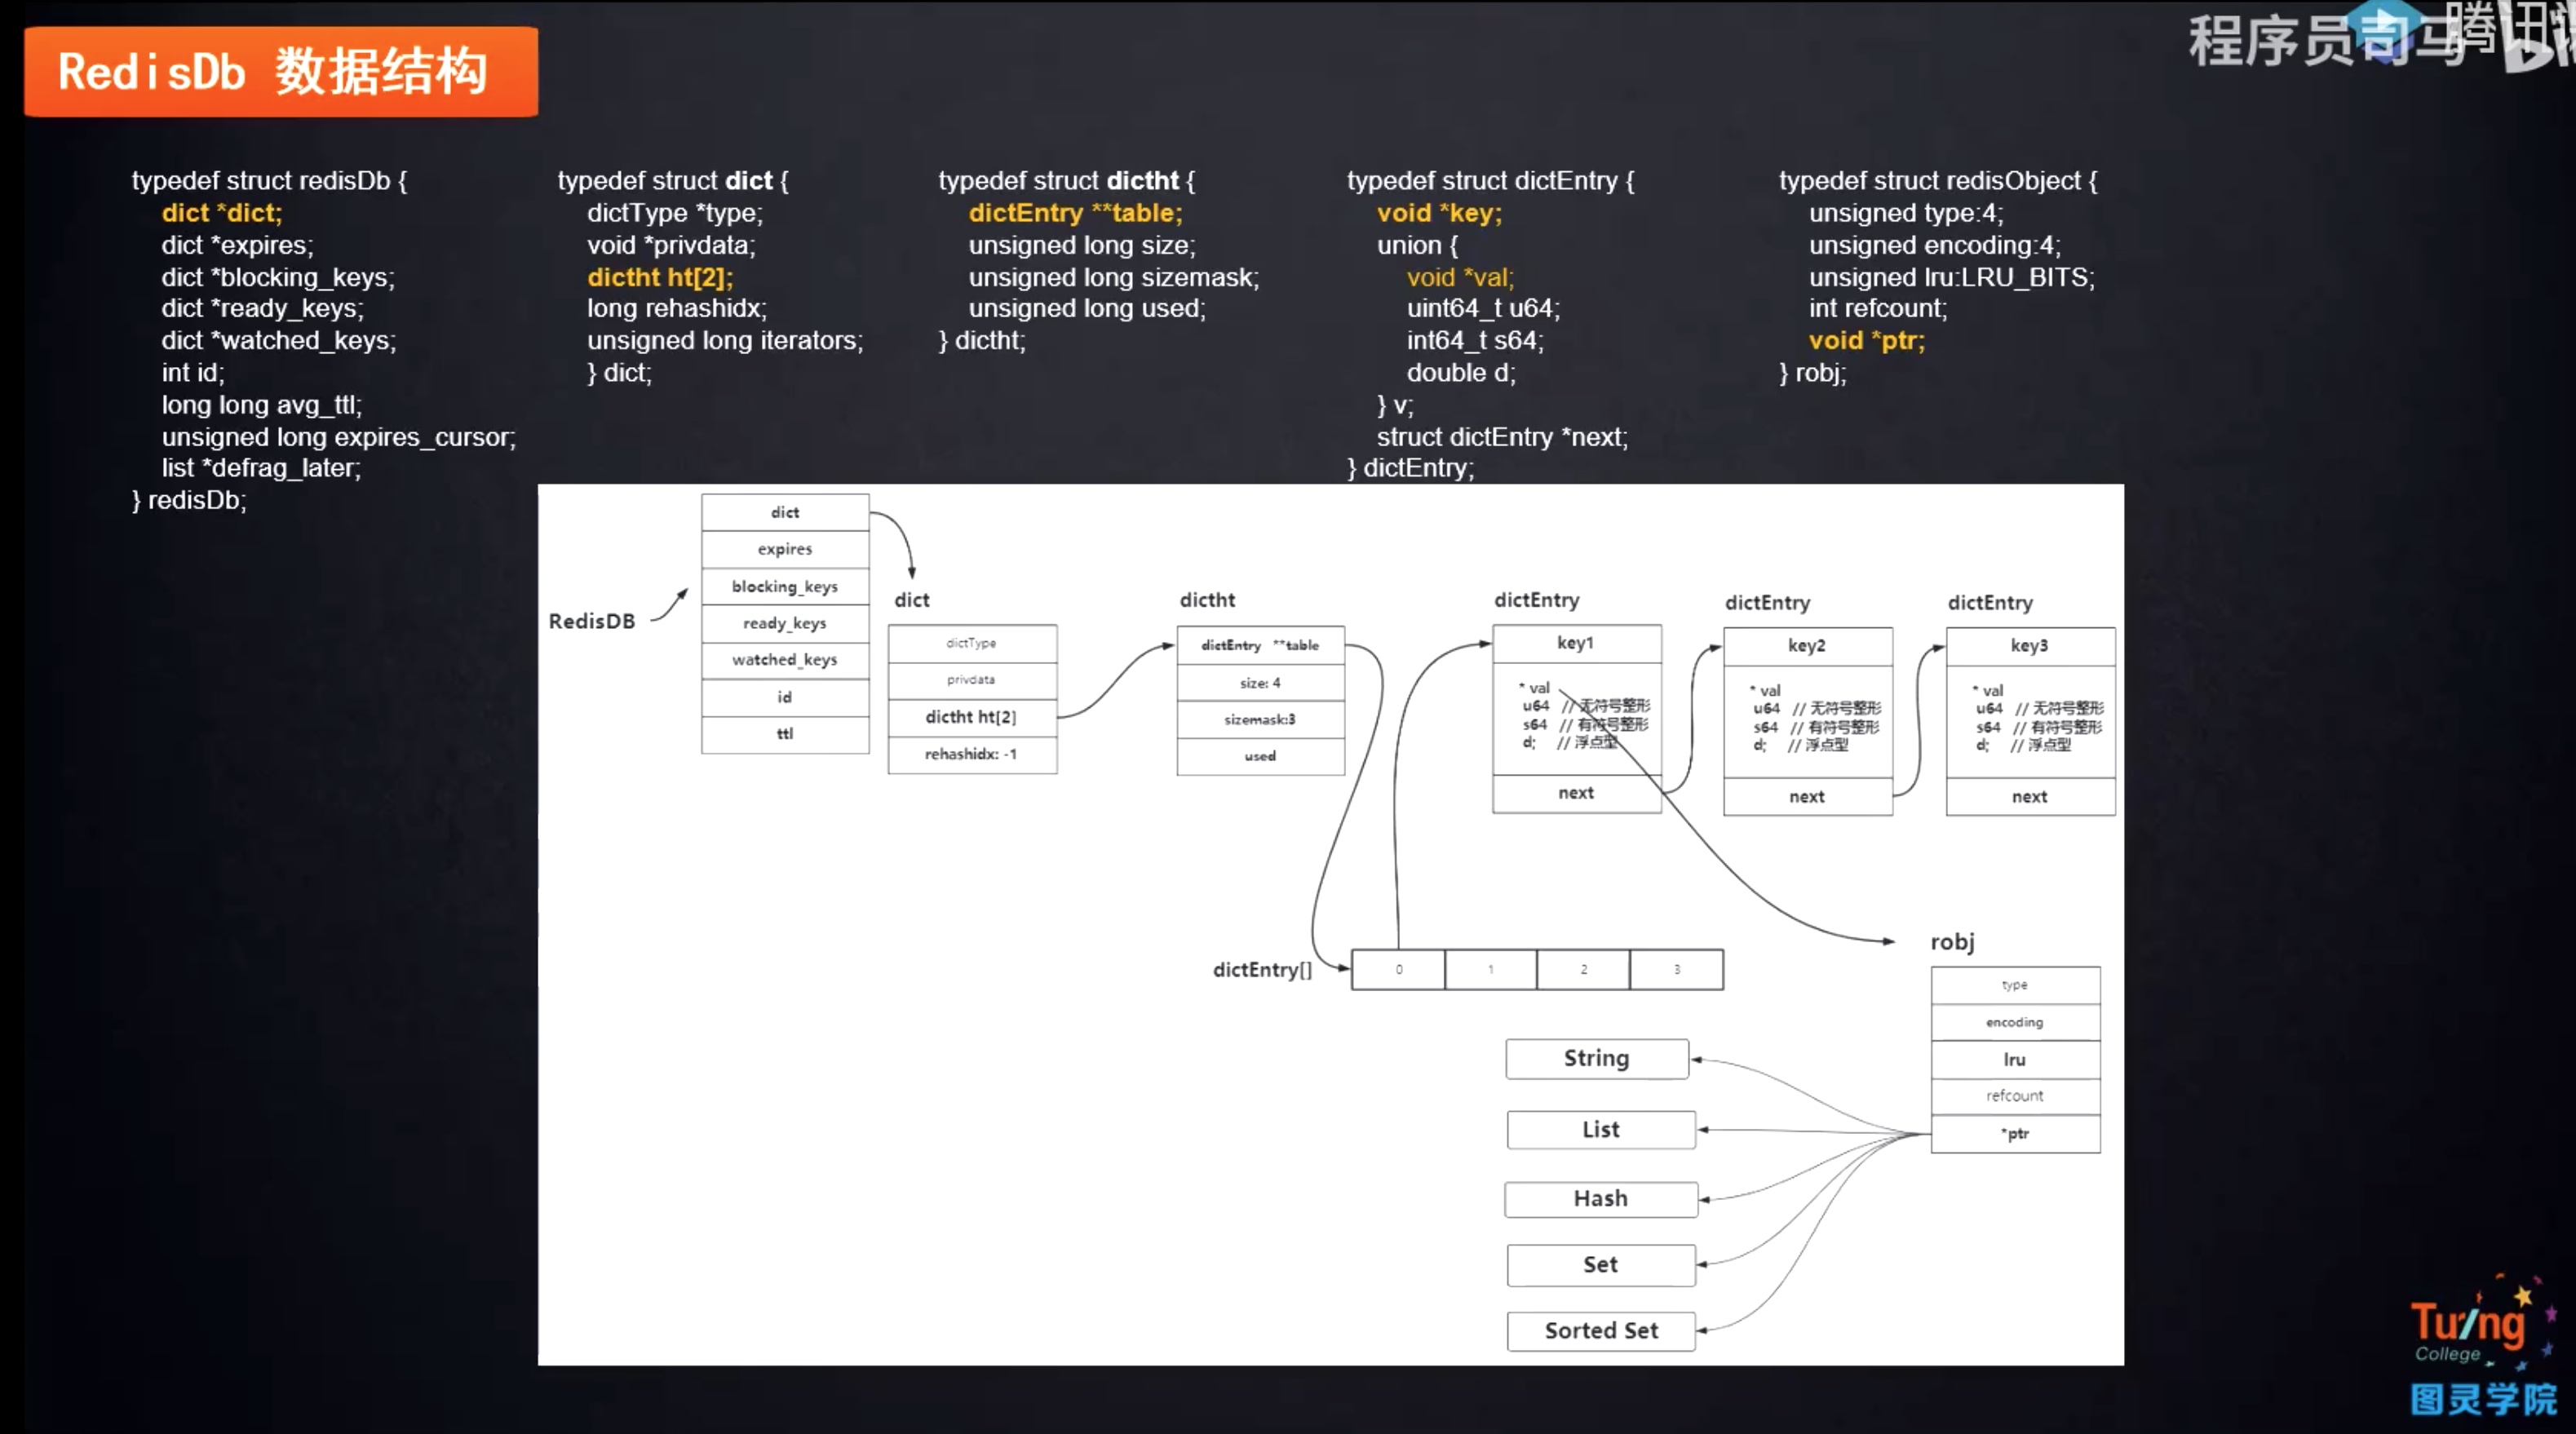 RedisDb 数据结构
程序员司马
腾讯
typedef struct redisDb {
dict *dict;
dict *expires;
dict *blocking_keys;
dict *ready_keys;
dict *watched_keys;
int id;
long long avg_ttl;
unsigned long expires_cursor;
list *defrag_later;
} redisDb;
typedef struct dict {
dictType *type;
void *privdata;
dictht ht[2];
long rehashidx;
unsigned long iterators;
} dict;
typedef struct dictht {
dictEntry **table;
unsigned long size;
unsigned long sizemask;
unsigned long used;
} dictht;
typedef struct dictEntry {
void *key;
union {
void *val;
uint64_t u64;
int64_t s64;
double d;
} v;
struct dictEntry *next;
} dictEntry;
typedef struct redisObject {
unsigned type:4;
unsigned encoding:4;
unsigned lru:LRU_BITS;
int refcount;
void *ptr;
} robj;
RedisDB
dict
expires
blocking_keys
ready_keys
watched_keys
id
ttl
dict
dictType
privdata
dictht ht[2]
rehashidx: -1
dictht
dictEntry **table
size: 4
sizemask:3
used
dictEntry
key1
* val
u64 // 无符号整形
s64 // 有符号整形
d; // 浮点型
next
dictEntry
key2
* val
u64 // 无符号整形
s64 // 有符号整形
d; // 浮点型
next
dictEntry
key3
* val
u64 // 无符号整形
s64 // 有符号整形
d; // 浮点型
next
dictEntry[]
0
1
2
3
robj
type
encoding
lru
refcount
*ptr
String
List
Hash
Set
Sorted Set
Turing
College
图灵学院